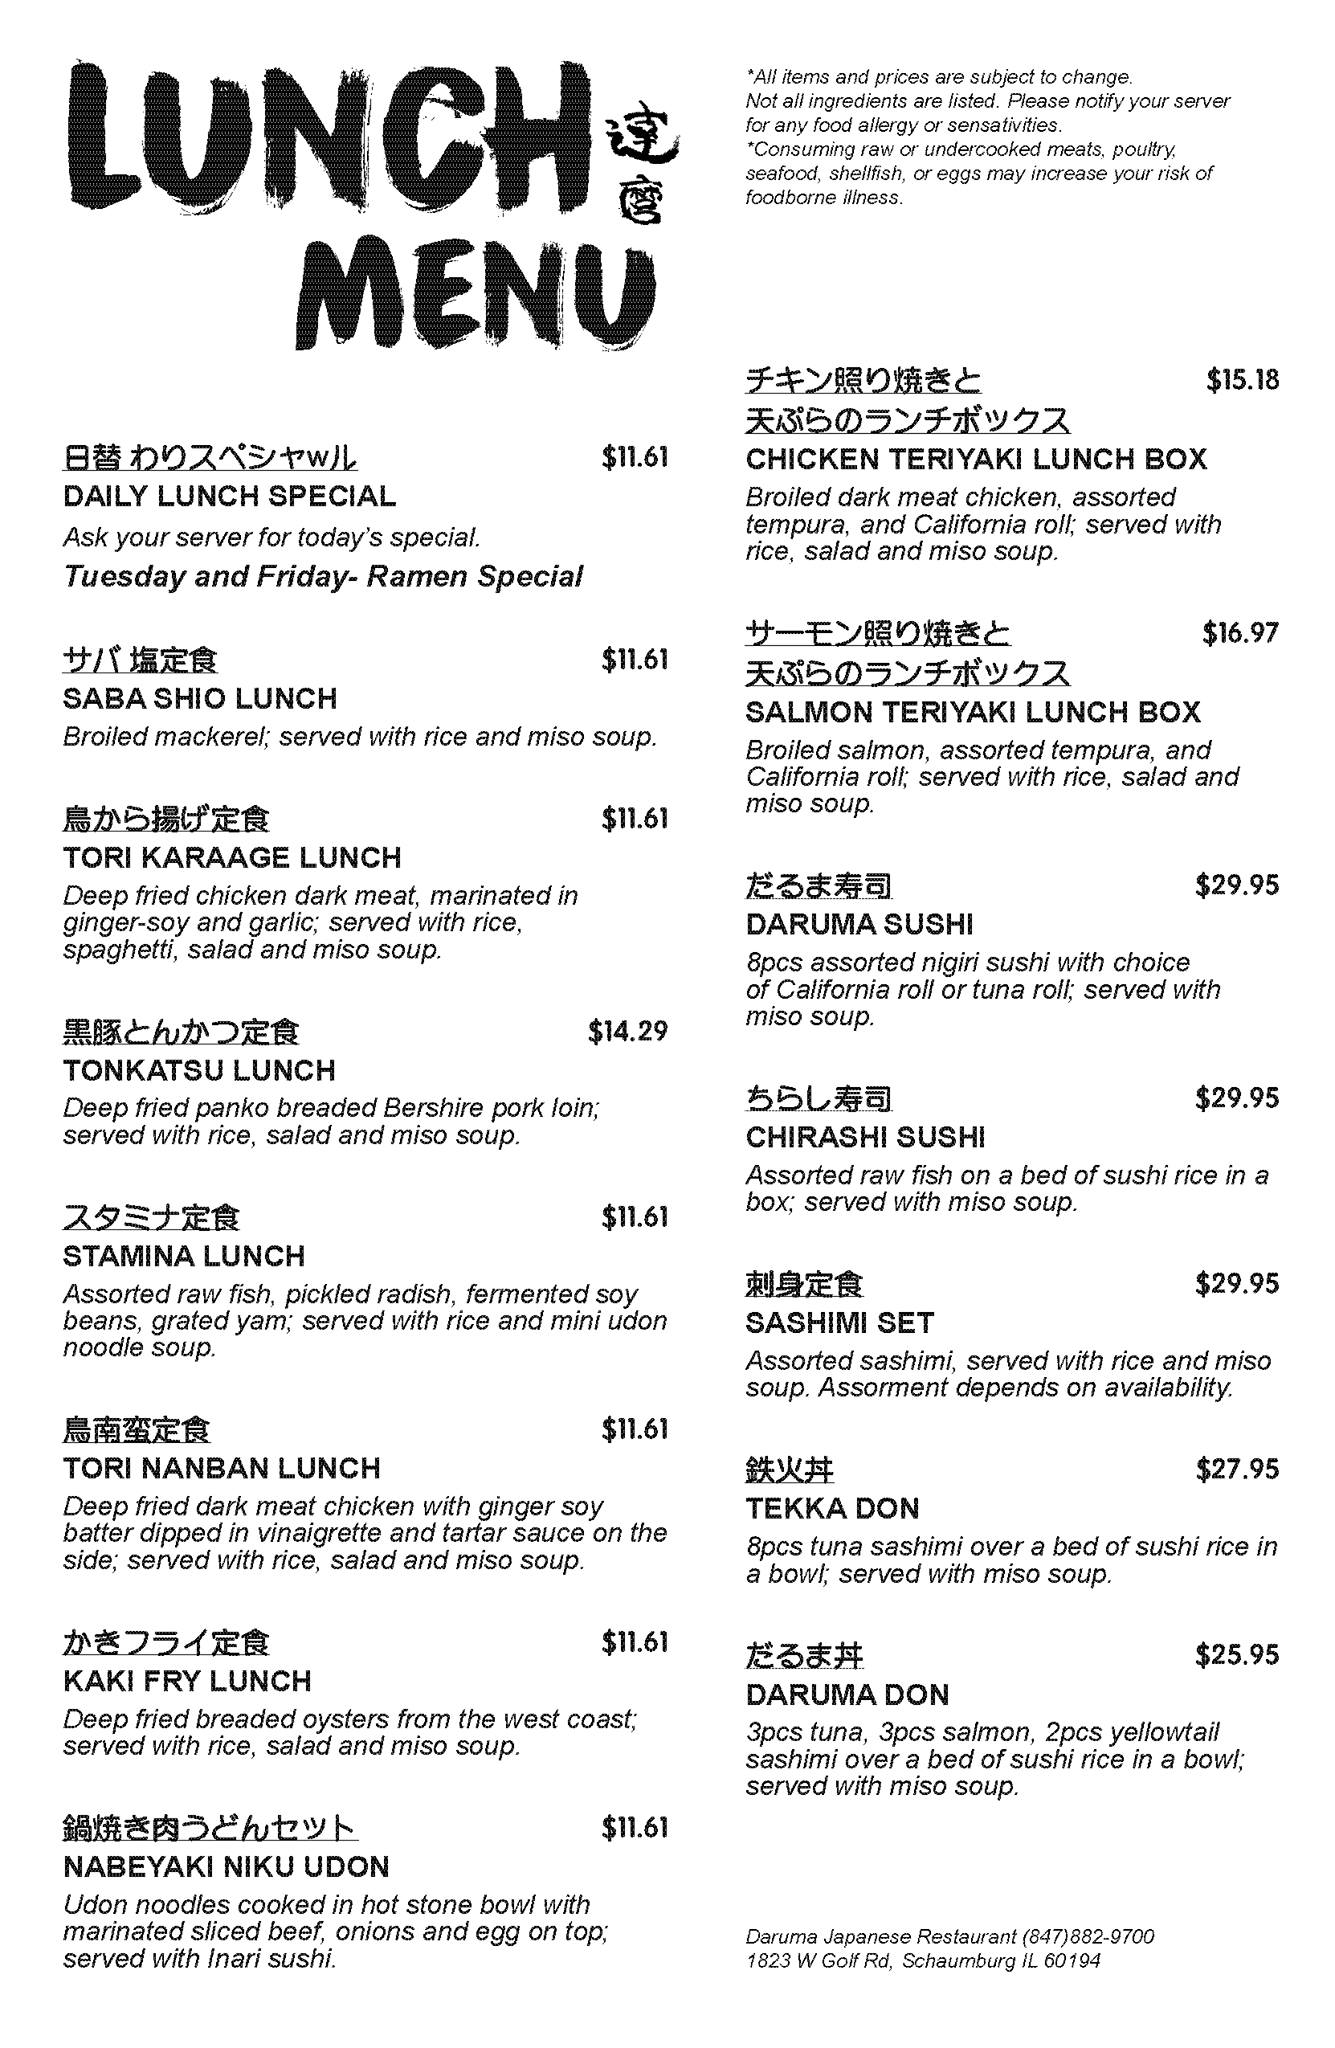 LUNCH
達磨
MENU
日替わりスペシャwル $11.61
DAILY LUNCH SPECIAL
Ask your server for today's special.
Tuesday and Friday- Ramen Special
サバ塩定食 $11.61
SABA SHIO LUNCH
Broiled mackerel; served with rice and miso soup.
鳥から揚げ定食 $11.61
TORI KARAAGE LUNCH
Deep fried chicken dark meat, marinated in
ginger-soy and garlic; served with rice,
spaghetti, salad and miso soup.
黒豚とんかつ定食 $14.29
TONKATSU LUNCH
Deep fried panko breaded Bershire pork loin;
served with rice, salad and miso soup.
スタミナ定食 $11.61
STAMINA LUNCH
Assorted raw fish, pickled radish, fermented soy
beans, grated yam; served with rice and mini udon
noodle soup.
鳥南蛮定食 $11.61
TORI NANBAN LUNCH
Deep fried dark meat chicken with ginger soy
batter dipped in vinaigrette and tartar sauce on the
side; served with rice, salad and miso soup.
かきフライ定食 $11.61
KAKI FRY LUNCH
Deep fried breaded oysters from the west coast;
served with rice, salad and miso soup.
鍋焼き肉うどんセット $11.61
NABEYAKI NIKU UDON
Udon noodles cooked in hot stone bowl with
marinated sliced beef, onions and egg on top;
served with Inari sushi.
*All items and prices are subject to change.
Not all ingredients are listed. Please notify your server
for any food allergy or sensativities.
*Consuming raw or undercooked meats, poultry,
seafood, shellfish, or eggs may increase your risk of
foodborne illness.
チキン照り焼きと $15.18
天ぷらのランチボックス
CHICKEN TERIYAKI LUNCH BOX
Broiled dark meat chicken, assorted
tempura, and California roll; served with
rice, salad and miso soup.
サーモン照り焼きと $16.97
天ぷらのランチボックス
SALMON TERIYAKI LUNCH BOX
Broiled salmon, assorted tempura, and
California roll; served with rice, salad and
miso soup.
だるま寿司 $29.95
DARUMA SUSHI
8pcs assorted nigiri sushi with choice
of California roll or tuna roll; served with
miso soup.
ちらし寿司 $29.95
CHIRASHI SUSHI
Assorted raw fish on a bed of sushi rice in a
box; served with miso soup.
刺身定食 $29.95
SASHIMI SET
Assorted sashimi, served with rice and miso
soup. Assorment depends on availability.
鉄火丼 $27.95
TEKKA DON
8pcs tuna sashimi over a bed of sushi rice in
a bowl; served with miso soup.
だるま丼 $25.95
DARUMA DON
3pcs tuna, 3pcs salmon, 2pcs yellowtail
sashimi over a bed of sushi rice in a bowl;
served with miso soup.
Daruma Japanese Restaurant (847)882-9700
1823 W Golf Rd, Schaumburg IL 60194